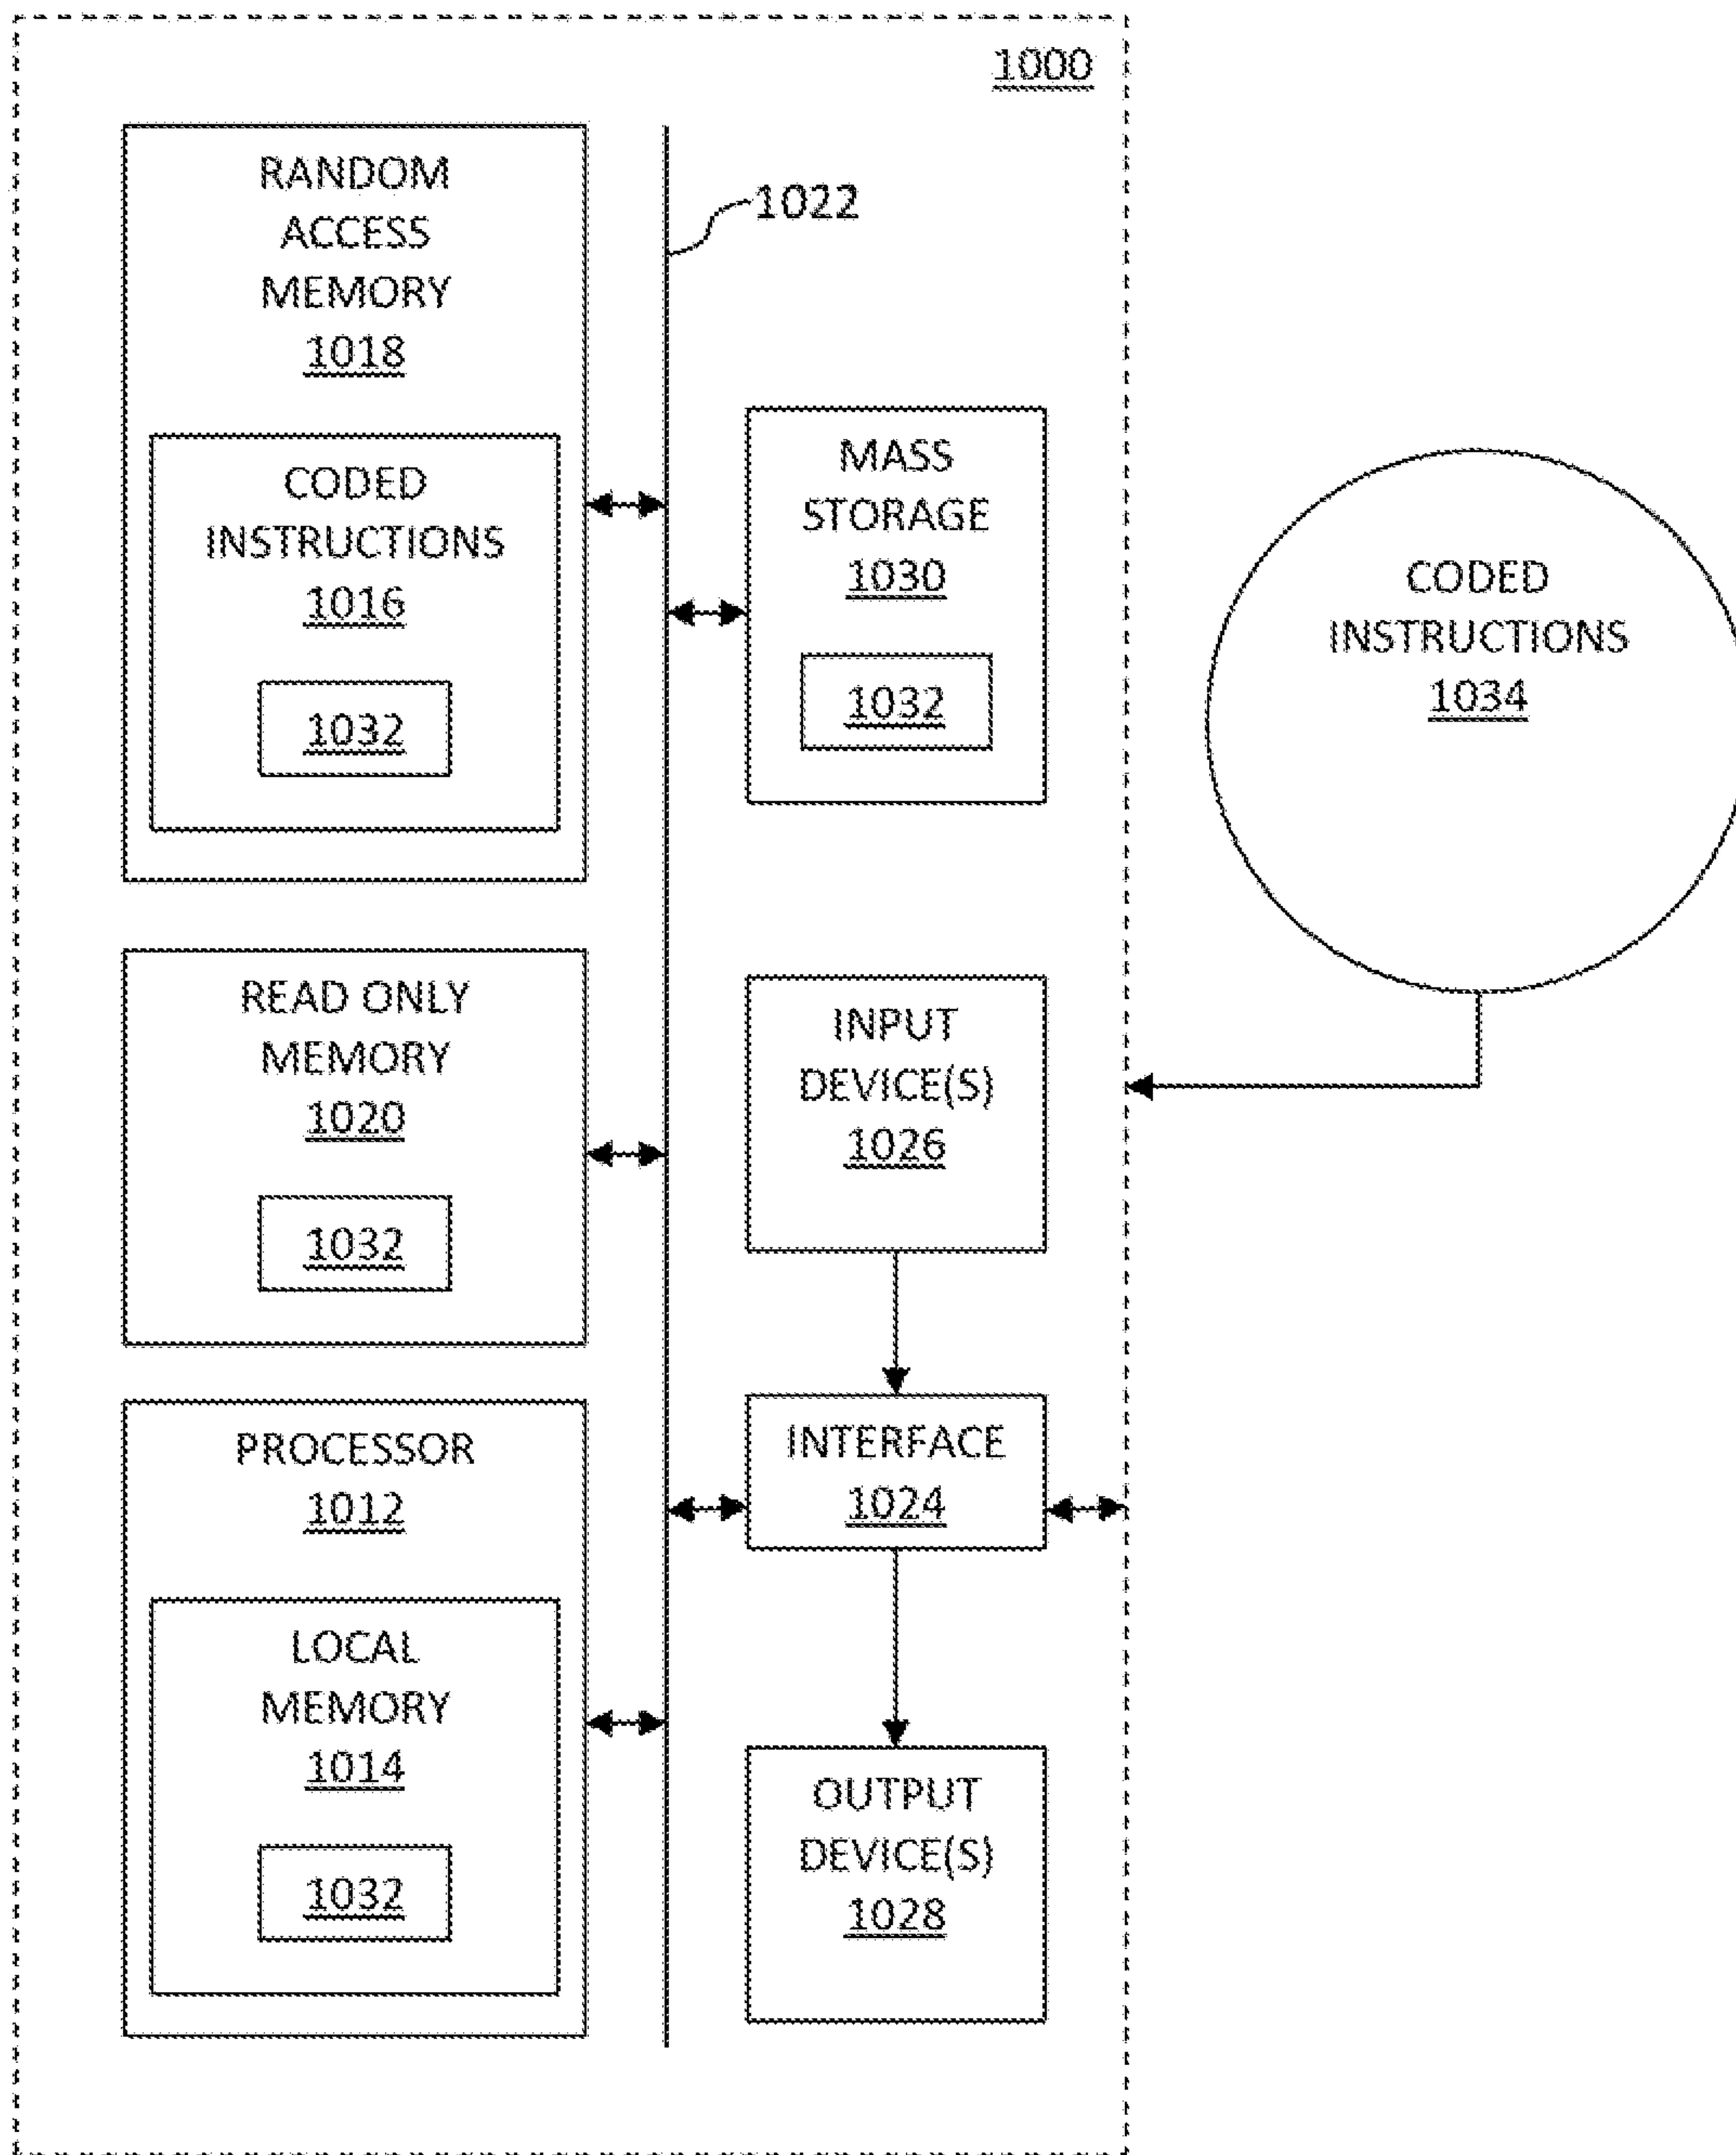 1000
RANDOM
ACCESS
MEMORY
1018
CODED
INSTRUCTIONS
1016
1032
1022
MASS
STORAGE
1030
1032
CODED
INSTRUCTIONS
1034
READ ONLY
MEMORY
1020
1032
INPUT
DEVICE(S)
1026
PROCESSOR
1012
LOCAL
MEMORY
1014
1032
INTERFACE
1024
OUTPUT
DEVICE(S)
1028